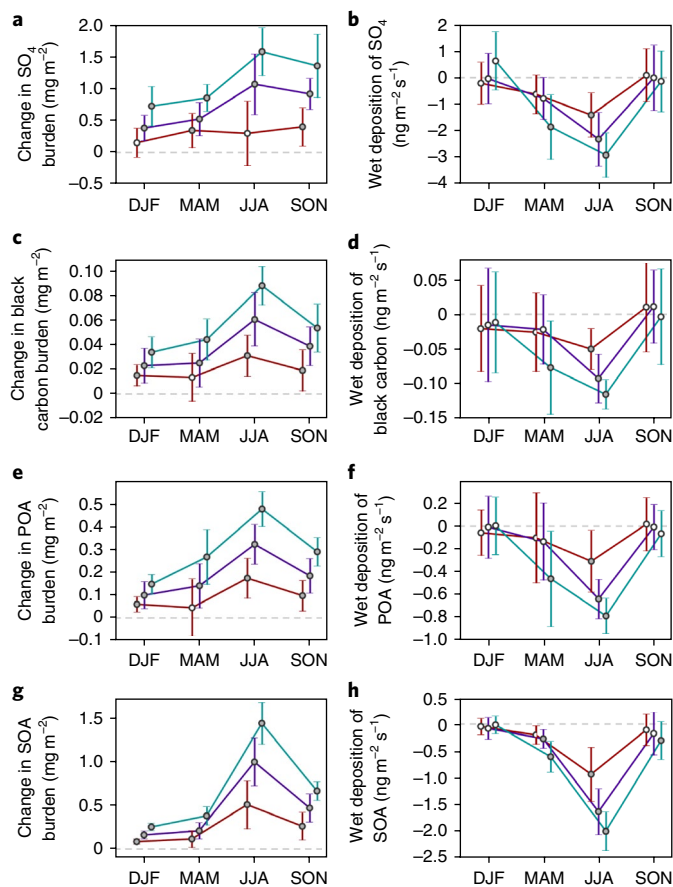 a
Change in SO4
burden (mg m−2)
2.0
1.5
1.0
0.5
0
−0.5
DJF MAM JJA SON
b
Wet deposition of SO4
(ng m−2 s−1)
2
1
0
−1
−2
−3
−4
DJF MAM JJA SON
c
Change in black
carbon burden (mg m−2)
0.10
0.08
0.06
0.04
0.02
0
−0.02
DJF MAM JJA SON
d
Wet deposition of
black carbon (ng m−2 s−1)
0.05
0
−0.05
−0.10
−0.15
DJF MAM JJA SON
e
Change in POA
burden (mg m−2)
0.5
0.4
0.3
0.2
0.1
0
−0.1
DJF MAM JJA SON
f
Wet deposition of
POA (ng m−2 s−1)
0.2
0
−0.2
−0.4
−0.6
−0.8
−1.0
DJF MAM JJA SON
g
Change in SOA
burden (mg m−2)
1.5
1.0
0.5
0
DJF MAM JJA SON
h
Wet deposition of
SOA (ng m−2 s−1)
0.5
0
−0.5
−1.0
−1.5
−2.0
−2.5
DJF MAM JJA SON